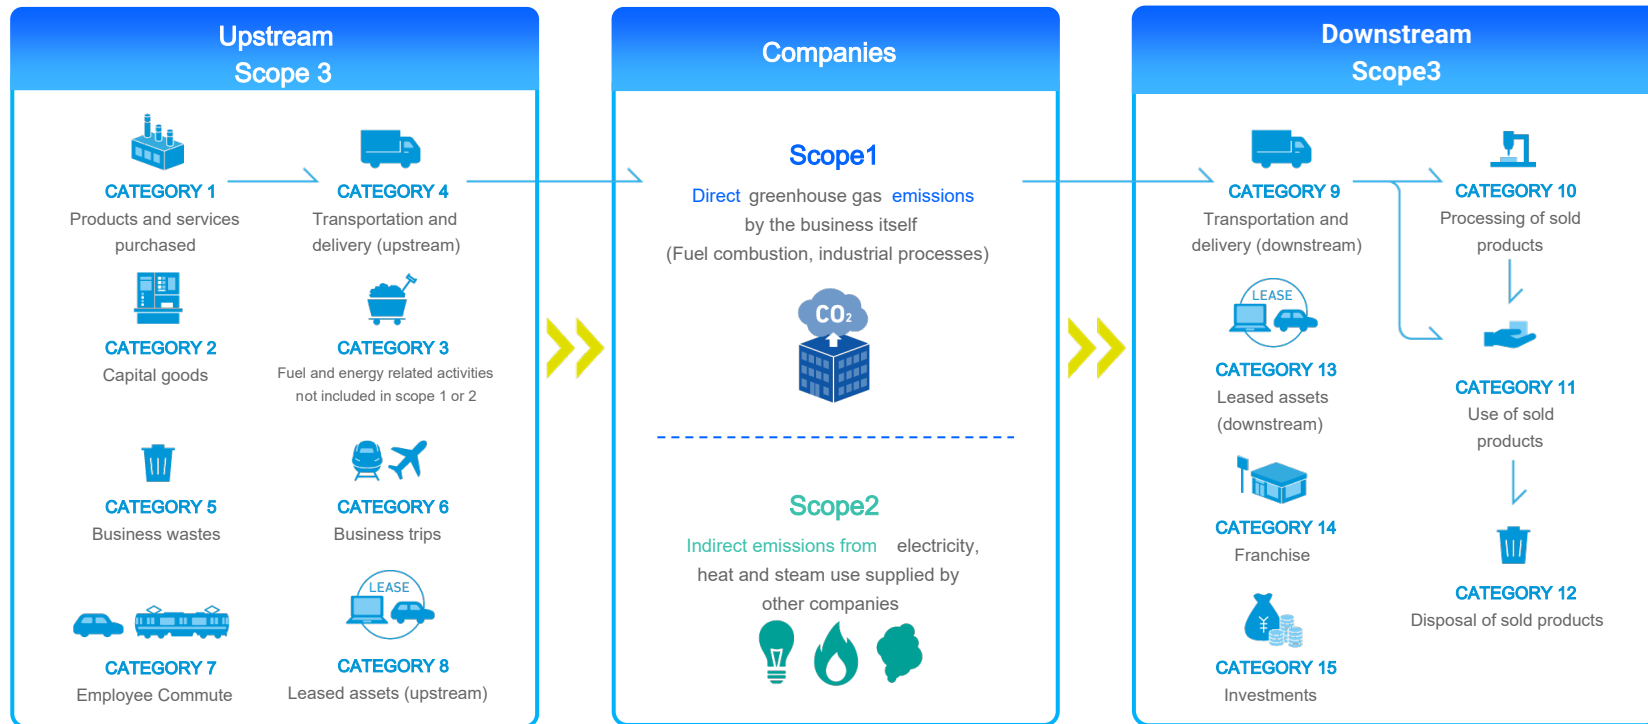 Upstream
Scope 3
CATEGORY 1
Products and services
purchased
CATEGORY 4
Transportation and
delivery (upstream)
CATEGORY 2
Capital goods
CATEGORY 3
Fuel and energy related activities
not included in scope 1 or 2
CATEGORY 5
Business wastes
CATEGORY 6
Business trips
CATEGORY 7
Employee Commute
LEASE
CATEGORY 8
Leased assets (upstream)
Companies
Scope1
Direct greenhouse gas emissions
by the business itself
(Fuel combustion, industrial processes)
CO₂
Scope2
Indirect emissions from electricity,
heat and steam use supplied by
other companies
Downstream
Scope3
CATEGORY 9
Transportation and
delivery (downstream)
CATEGORY 10
Processing of sold
products
LEASE
CATEGORY 13
Leased assets
(downstream)
CATEGORY 11
Use of sold
products
CATEGORY 14
Franchise
CATEGORY 12
Disposal of sold products
¥
CATEGORY 15
Investments